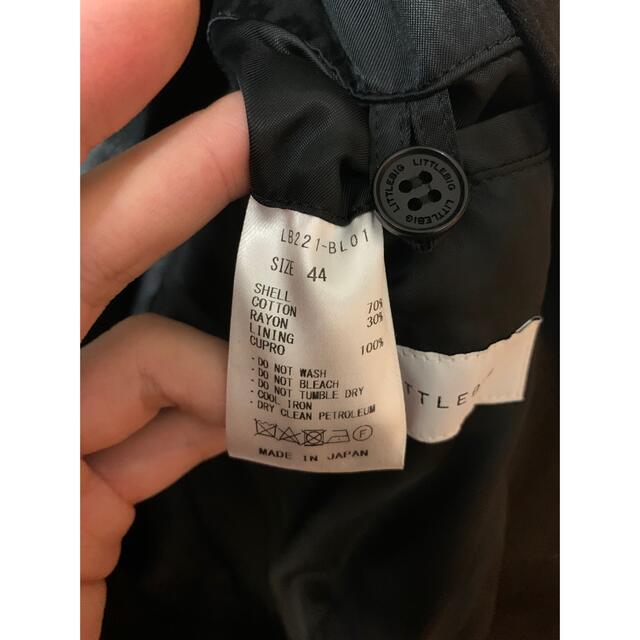 LITTLEBIG LITTLEBIG
LB221-BL01
SIZE 44
SHELL
COTTON 70%
RAYON 30%
LINING
CUPRO 100%
・DO NOT WASH
・DO NOT BLEACH
・DO NOT TUMBLE DRY
・COOL IRON
・DRY CLEAN PETROLEUM
F
MADE IN JAPAN